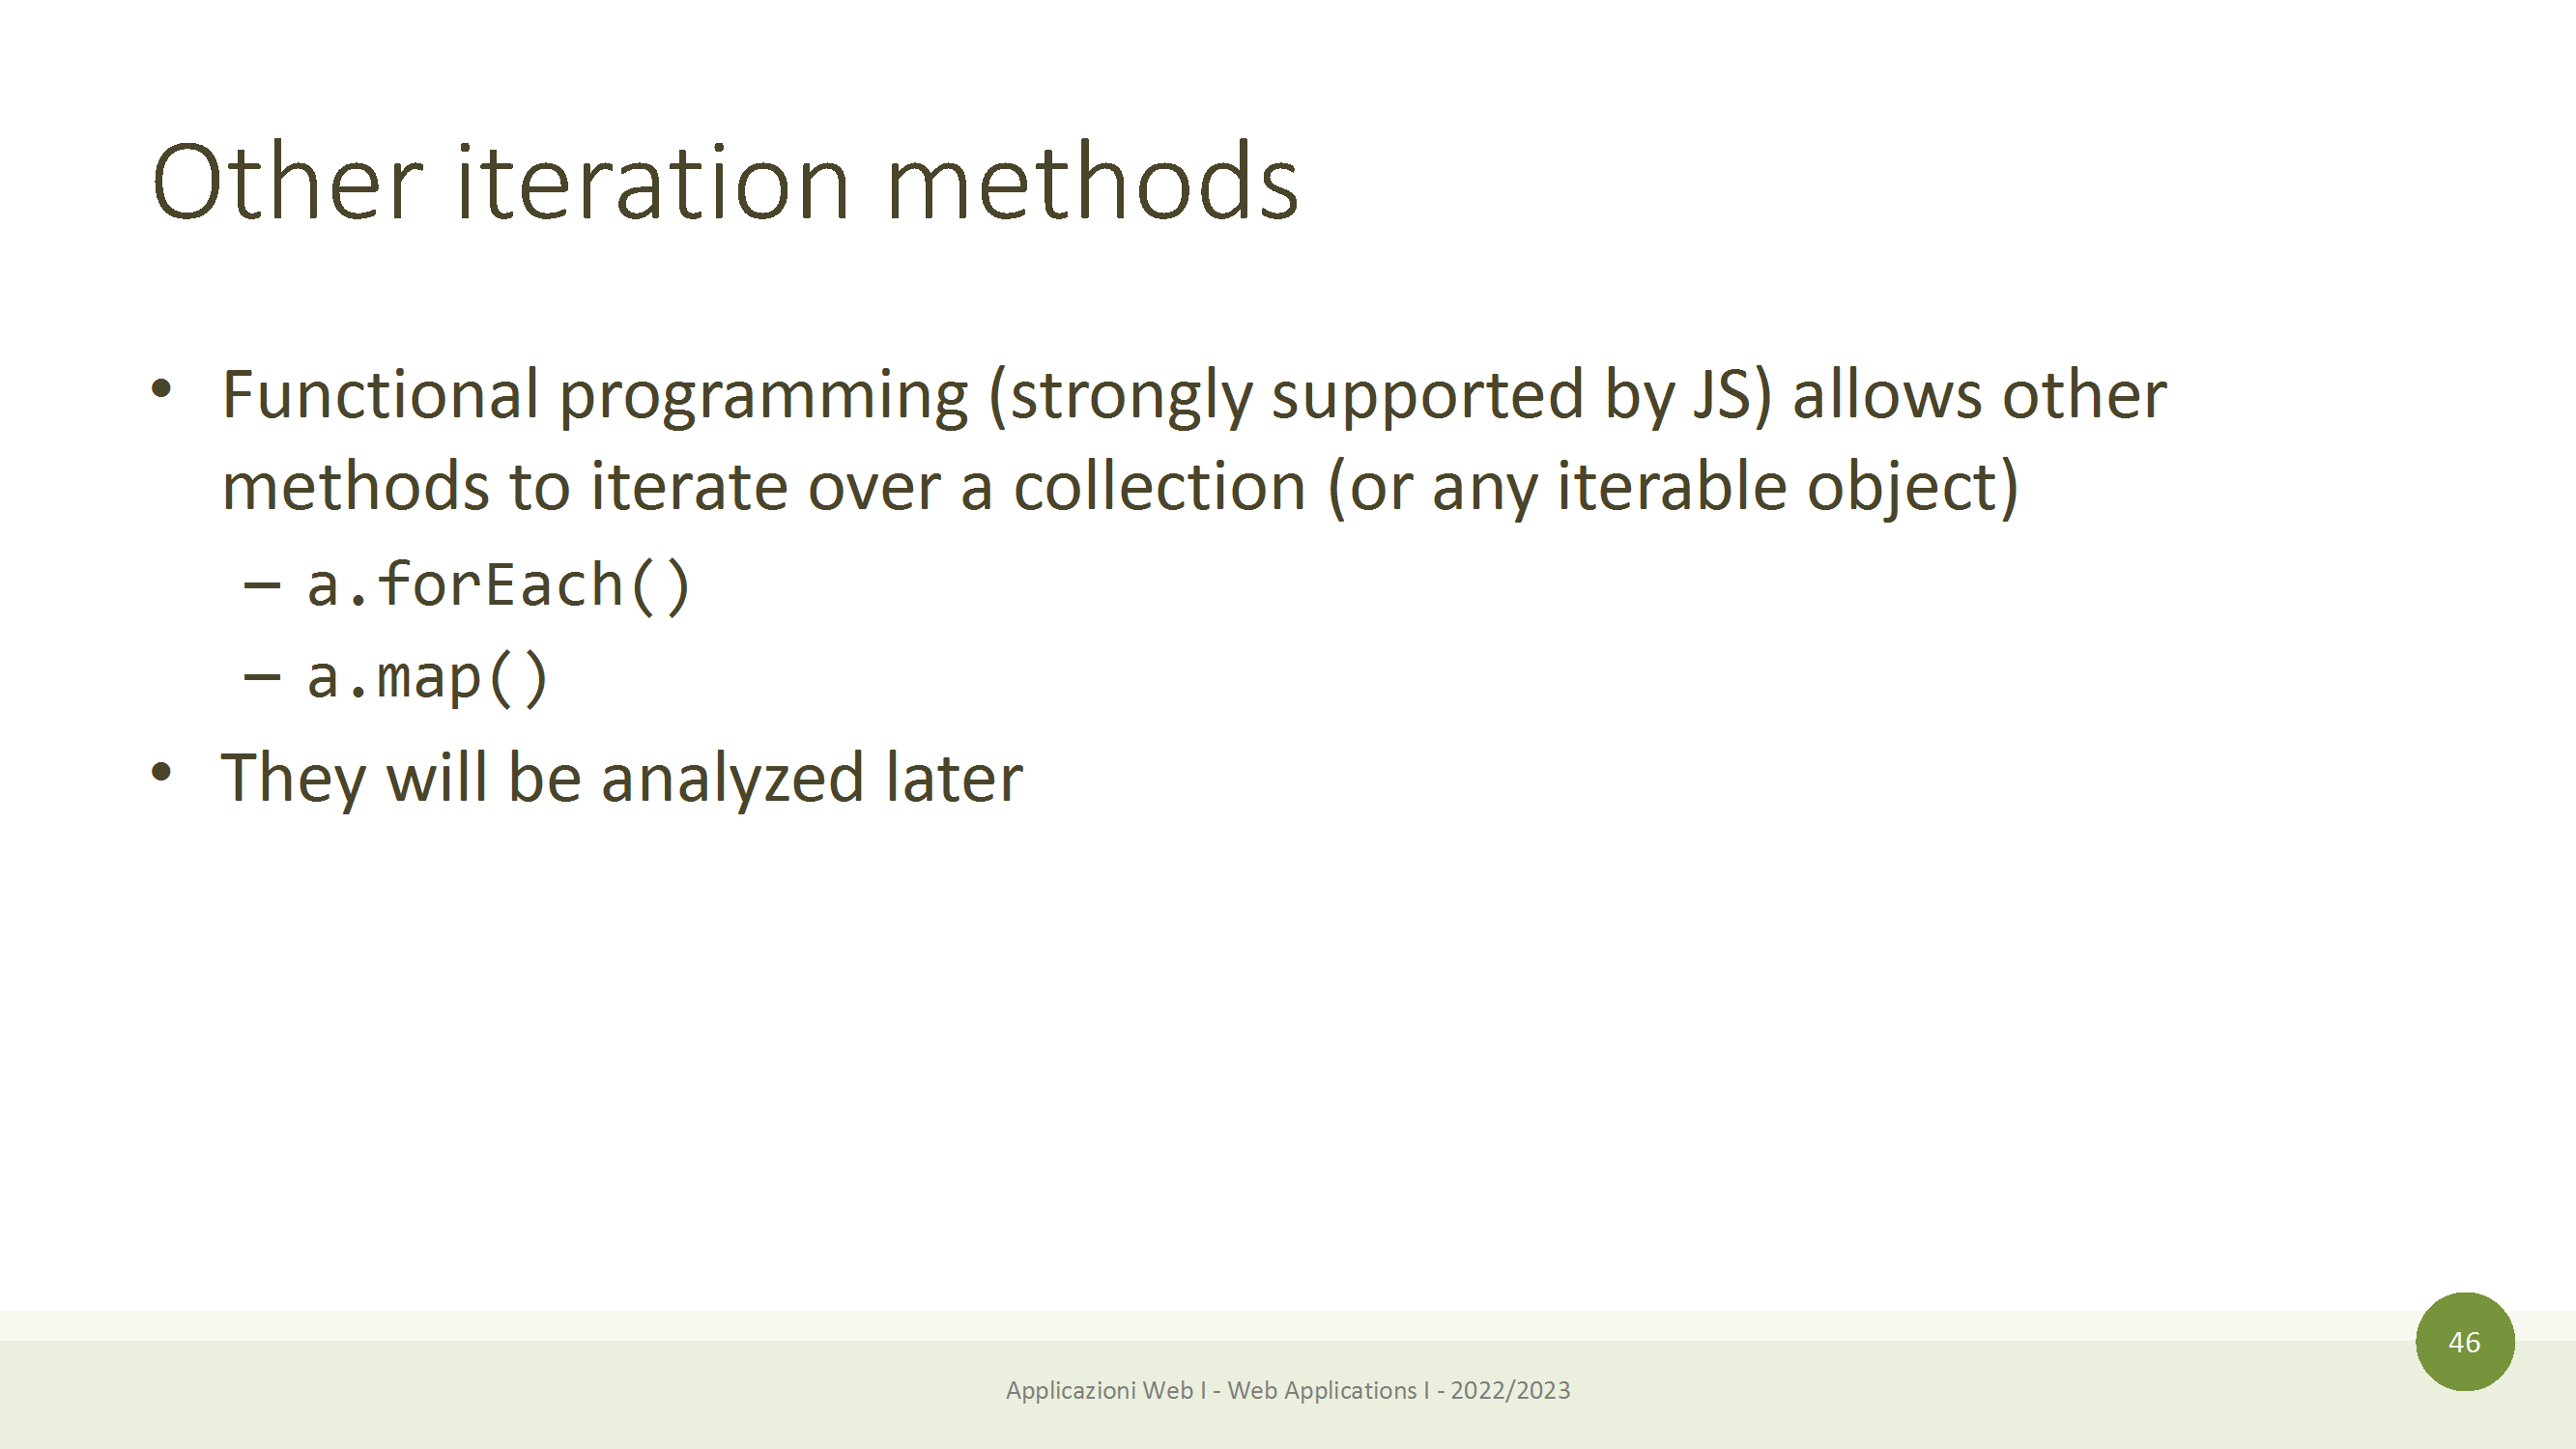 Other iteration methods
• Functional programming (strongly supported by JS) allows other
methods to iterate over a collection (or any iterable object)
– a.forEach()
– a.map()
• They will be analyzed later
46
Applicazioni Web I - Web Applications I - 2022/2023